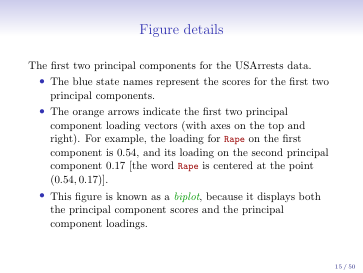 Figure details
The first two principal components for the USArrests data.
• The blue state names represent the scores for the first two
principal components.
• The orange arrows indicate the first two principal
component loading vectors (with axes on the top and
right). For example, the loading for Rape on the first
component is 0.54, and its loading on the second principal
component 0.17 [the word Rape is centered at the point
(0.54, 0.17)].
• This figure is known as a biplot, because it displays both
the principal component scores and the principal
component loadings.
15 / 50